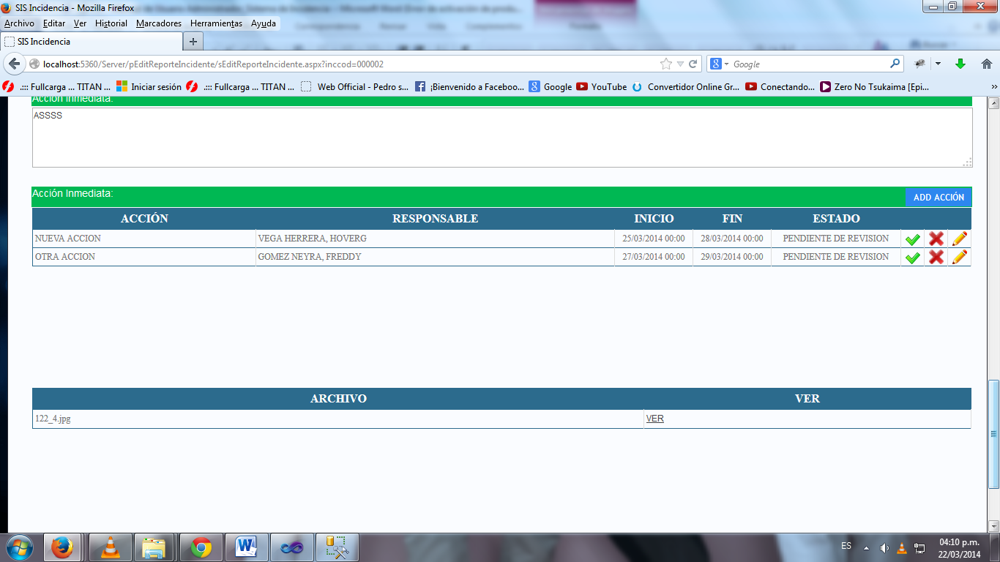 SIS Incidencia - Mozilla Firefox
Archivo Editar Ver Historial Marcadores Herramientas Ayuda
SIS Incidencia
localhost:5360/Server/pEditReporteIncidente/sEditReporteIncidente.aspx?inccod=000002
Google
.:::: Fullcarga ... TITAN ... Iniciar sesión .:::: Fullcarga ... TITAN ... Web Official - Pedro s... ¡Bienvenido a Faceboo... Google YouTube Convertidor Online Gr... Conectando... Zero No Tsukaima [Epi...
Acción Inmediata:
ASSSS
Acción Inmediata: ADD ACCIÓN
ACCIÓN RESPONSABLE INICIO FIN ESTADO
NUEVA ACCION VEGA HERRERA, HOVERG 25/03/2014 00:00 28/03/2014 00:00 PENDIENTE DE REVISION
OTRA ACCION GOMEZ NEYRA, FREDDY 27/03/2014 00:00 29/03/2014 00:00 PENDIENTE DE REVISION
ARCHIVO VER
122_4.jpg VER
ES 04:10 p.m.
22/03/2014